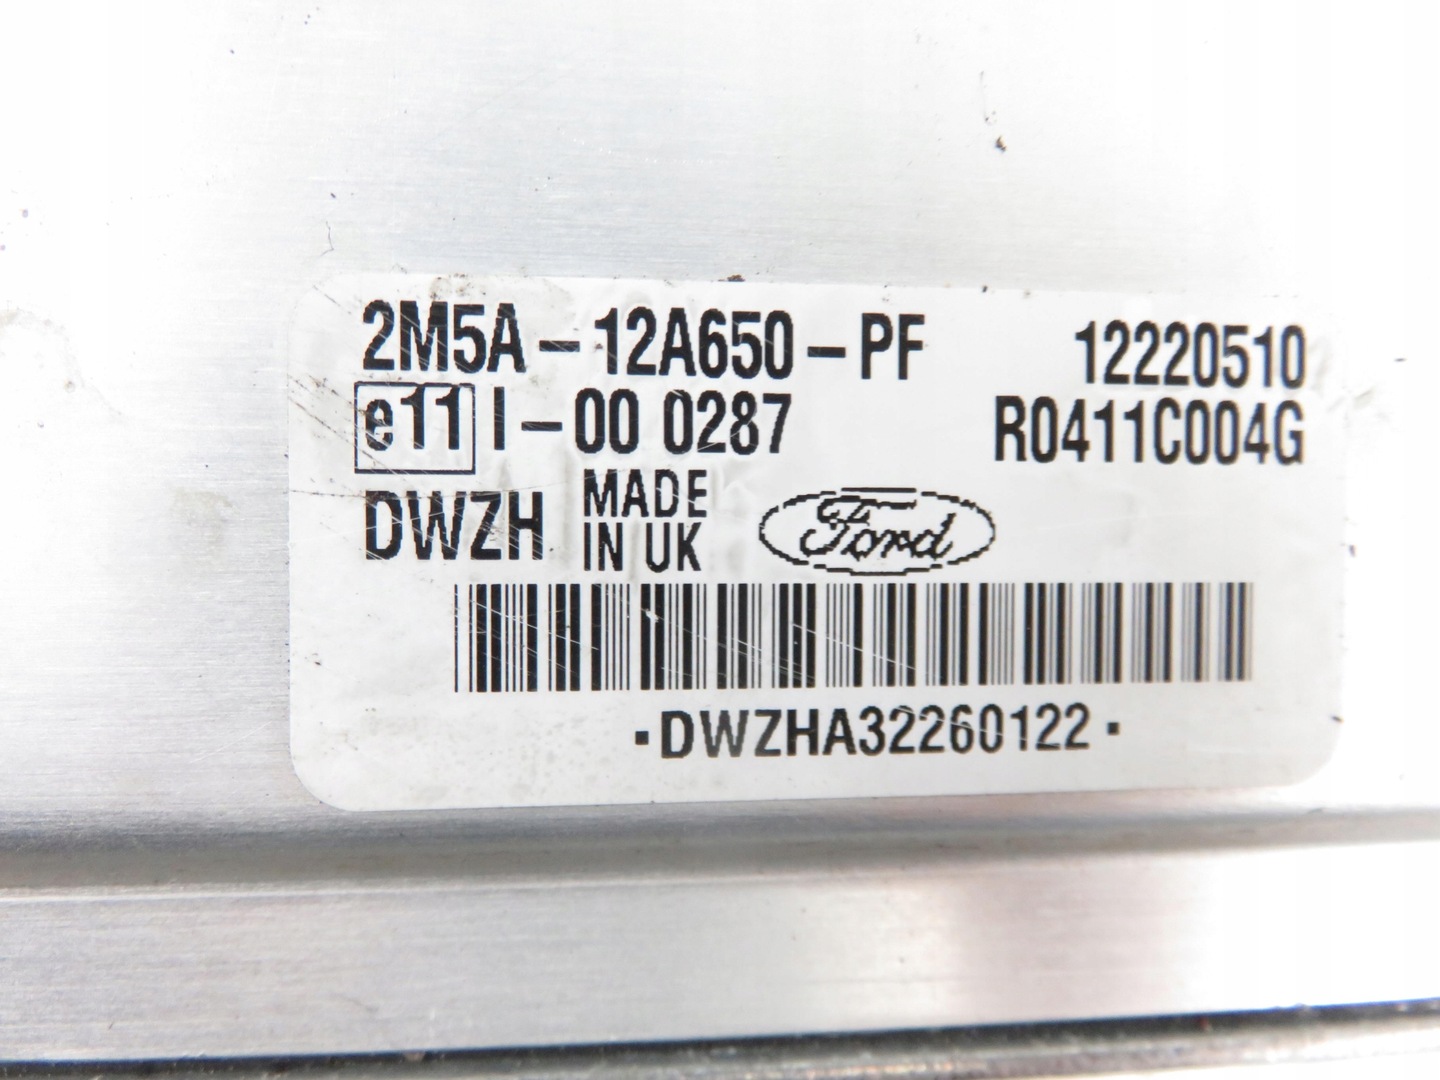 2M5A-12A650-PF 12220510
e11 I-00 0287 R0411C004G
DWZH MADE IN UK Ford
·DWZHA32260122·